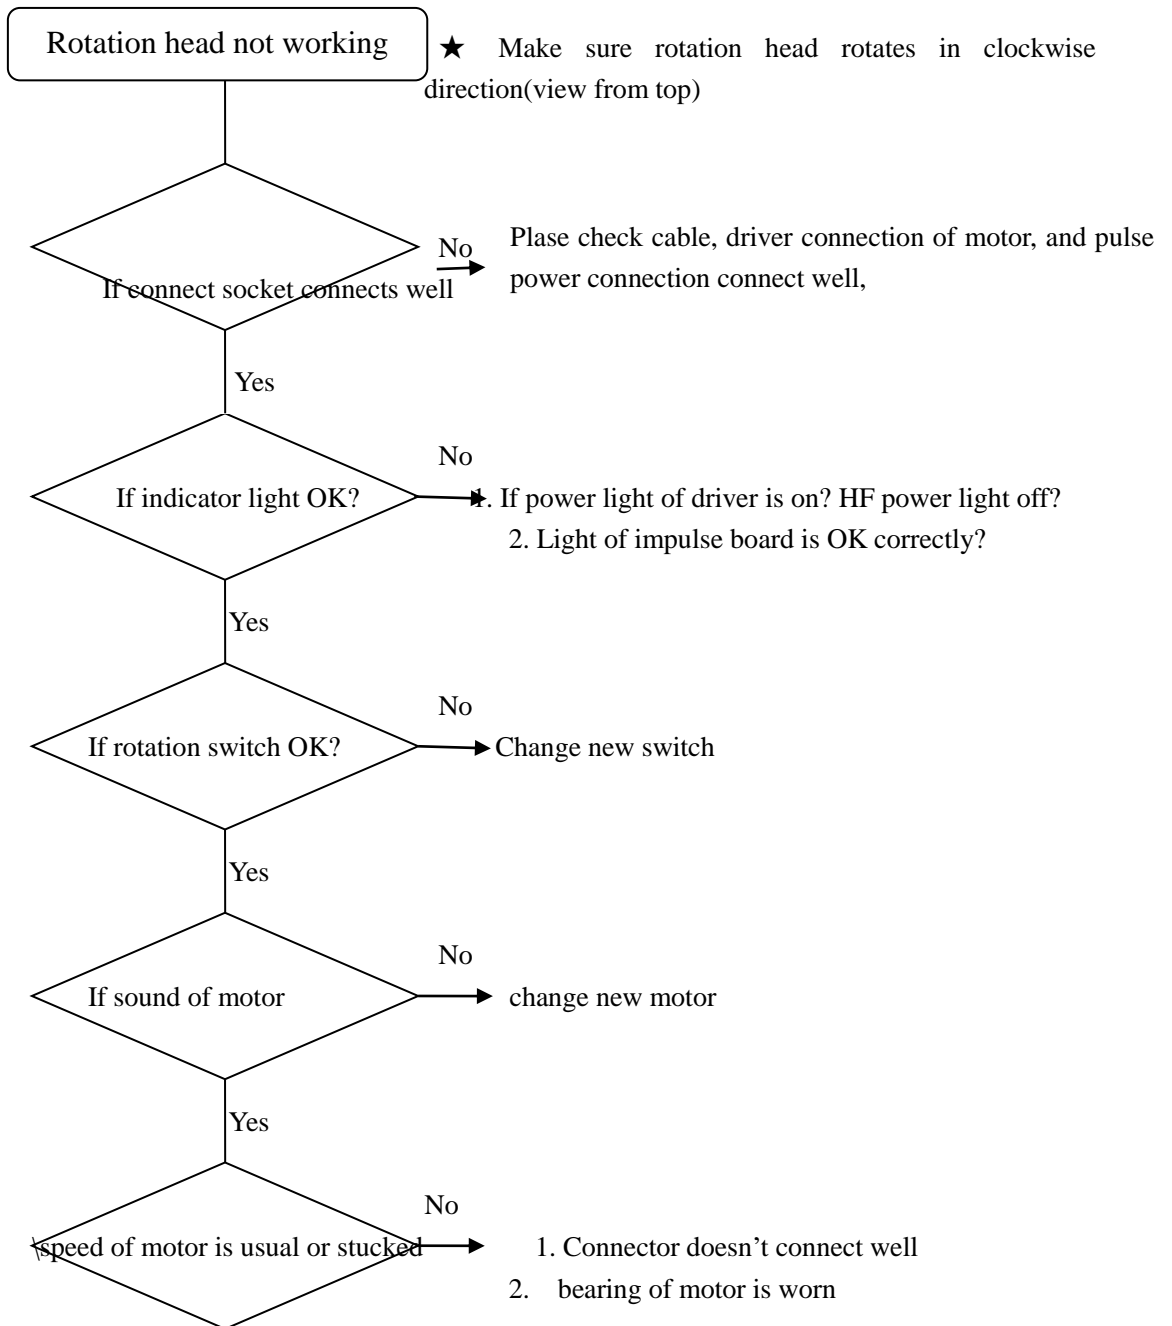 Rotation head not working
★ Make sure rotation head rotates in clockwise
direction(view from top)
No
Plase check cable, driver connection of motor, and pulse
power connection connect well,
If connect socket connects well
Yes
No
If indicator light OK?
1. If power light of driver is on? HF power light off?
2. Light of impulse board is OK correctly?
Yes
No
If rotation switch OK?
Change new switch
Yes
No
If sound of motor
change new motor
Yes
No
\speed of motor is usual or stucked
1. Connector doesn’t connect well
2. bearing of motor is worn